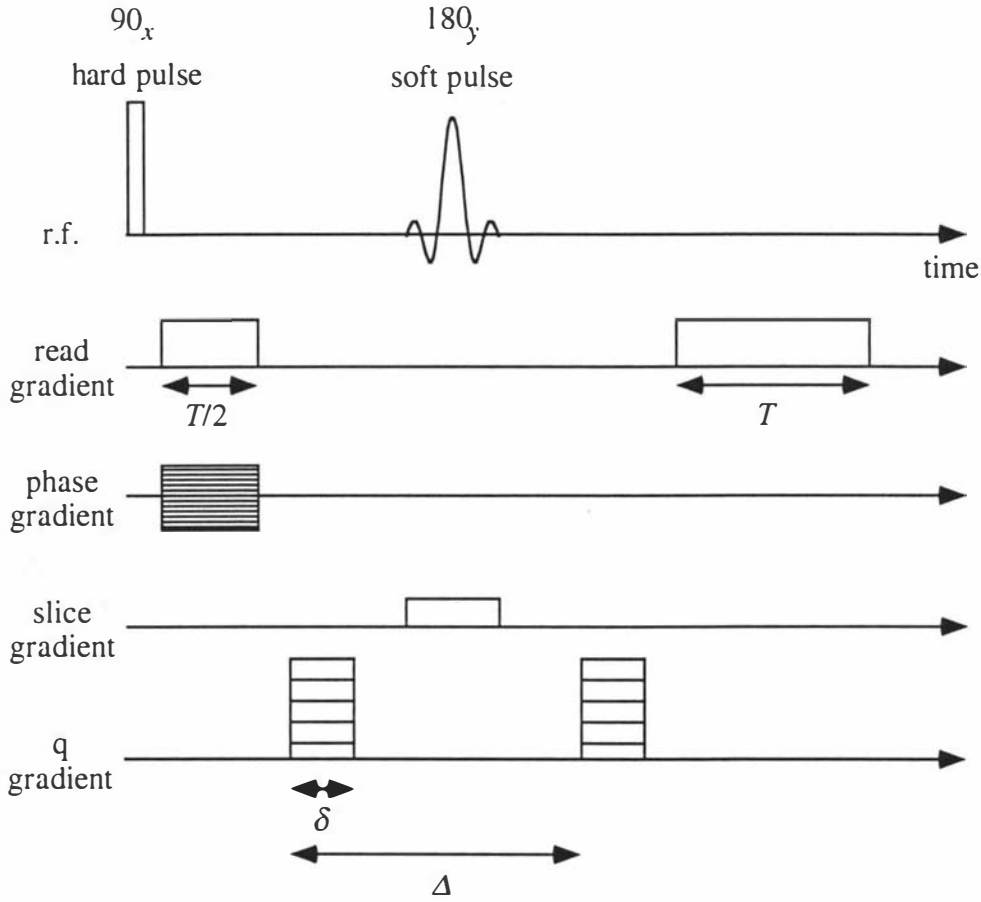 90x
180y
hard pulse
soft pulse
r.f.
time
read
gradient
T/2
T
phase
gradient
slice
gradient
q
gradient
δ
Δ